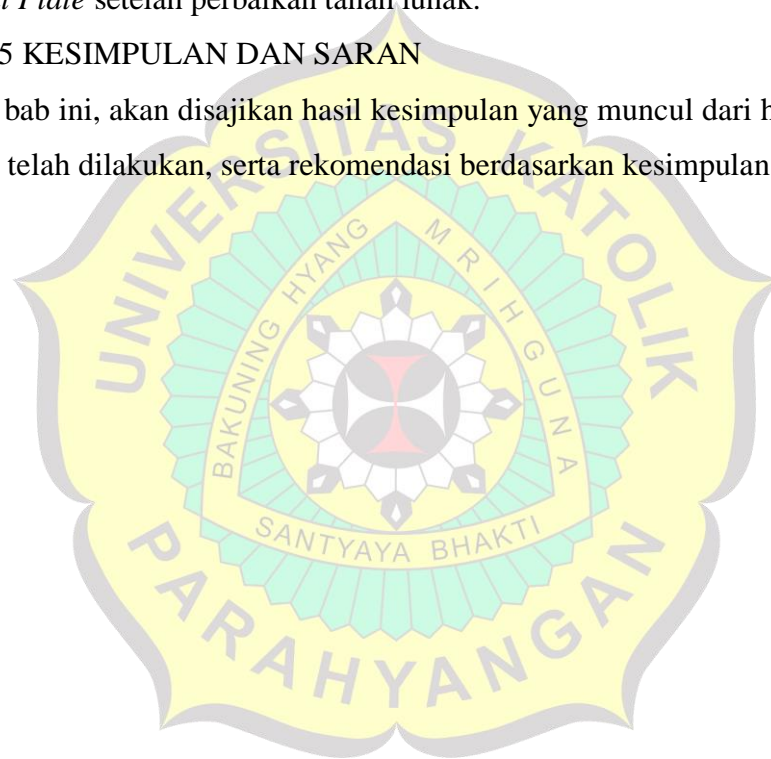 Plate setelah perbaikan tanah lunak.
5 KESIMPULAN DAN SARAN
bab ini, akan disajikan hasil kesimpulan yang muncul dari h
telah dilakukan, serta rekomendasi berdasarkan kesimpulan
UNIVERSITAS KATOLIK
BAKUNING HYANG MRIHGUNA
SANTYAYA BHAKTI
PARAHYANGAN